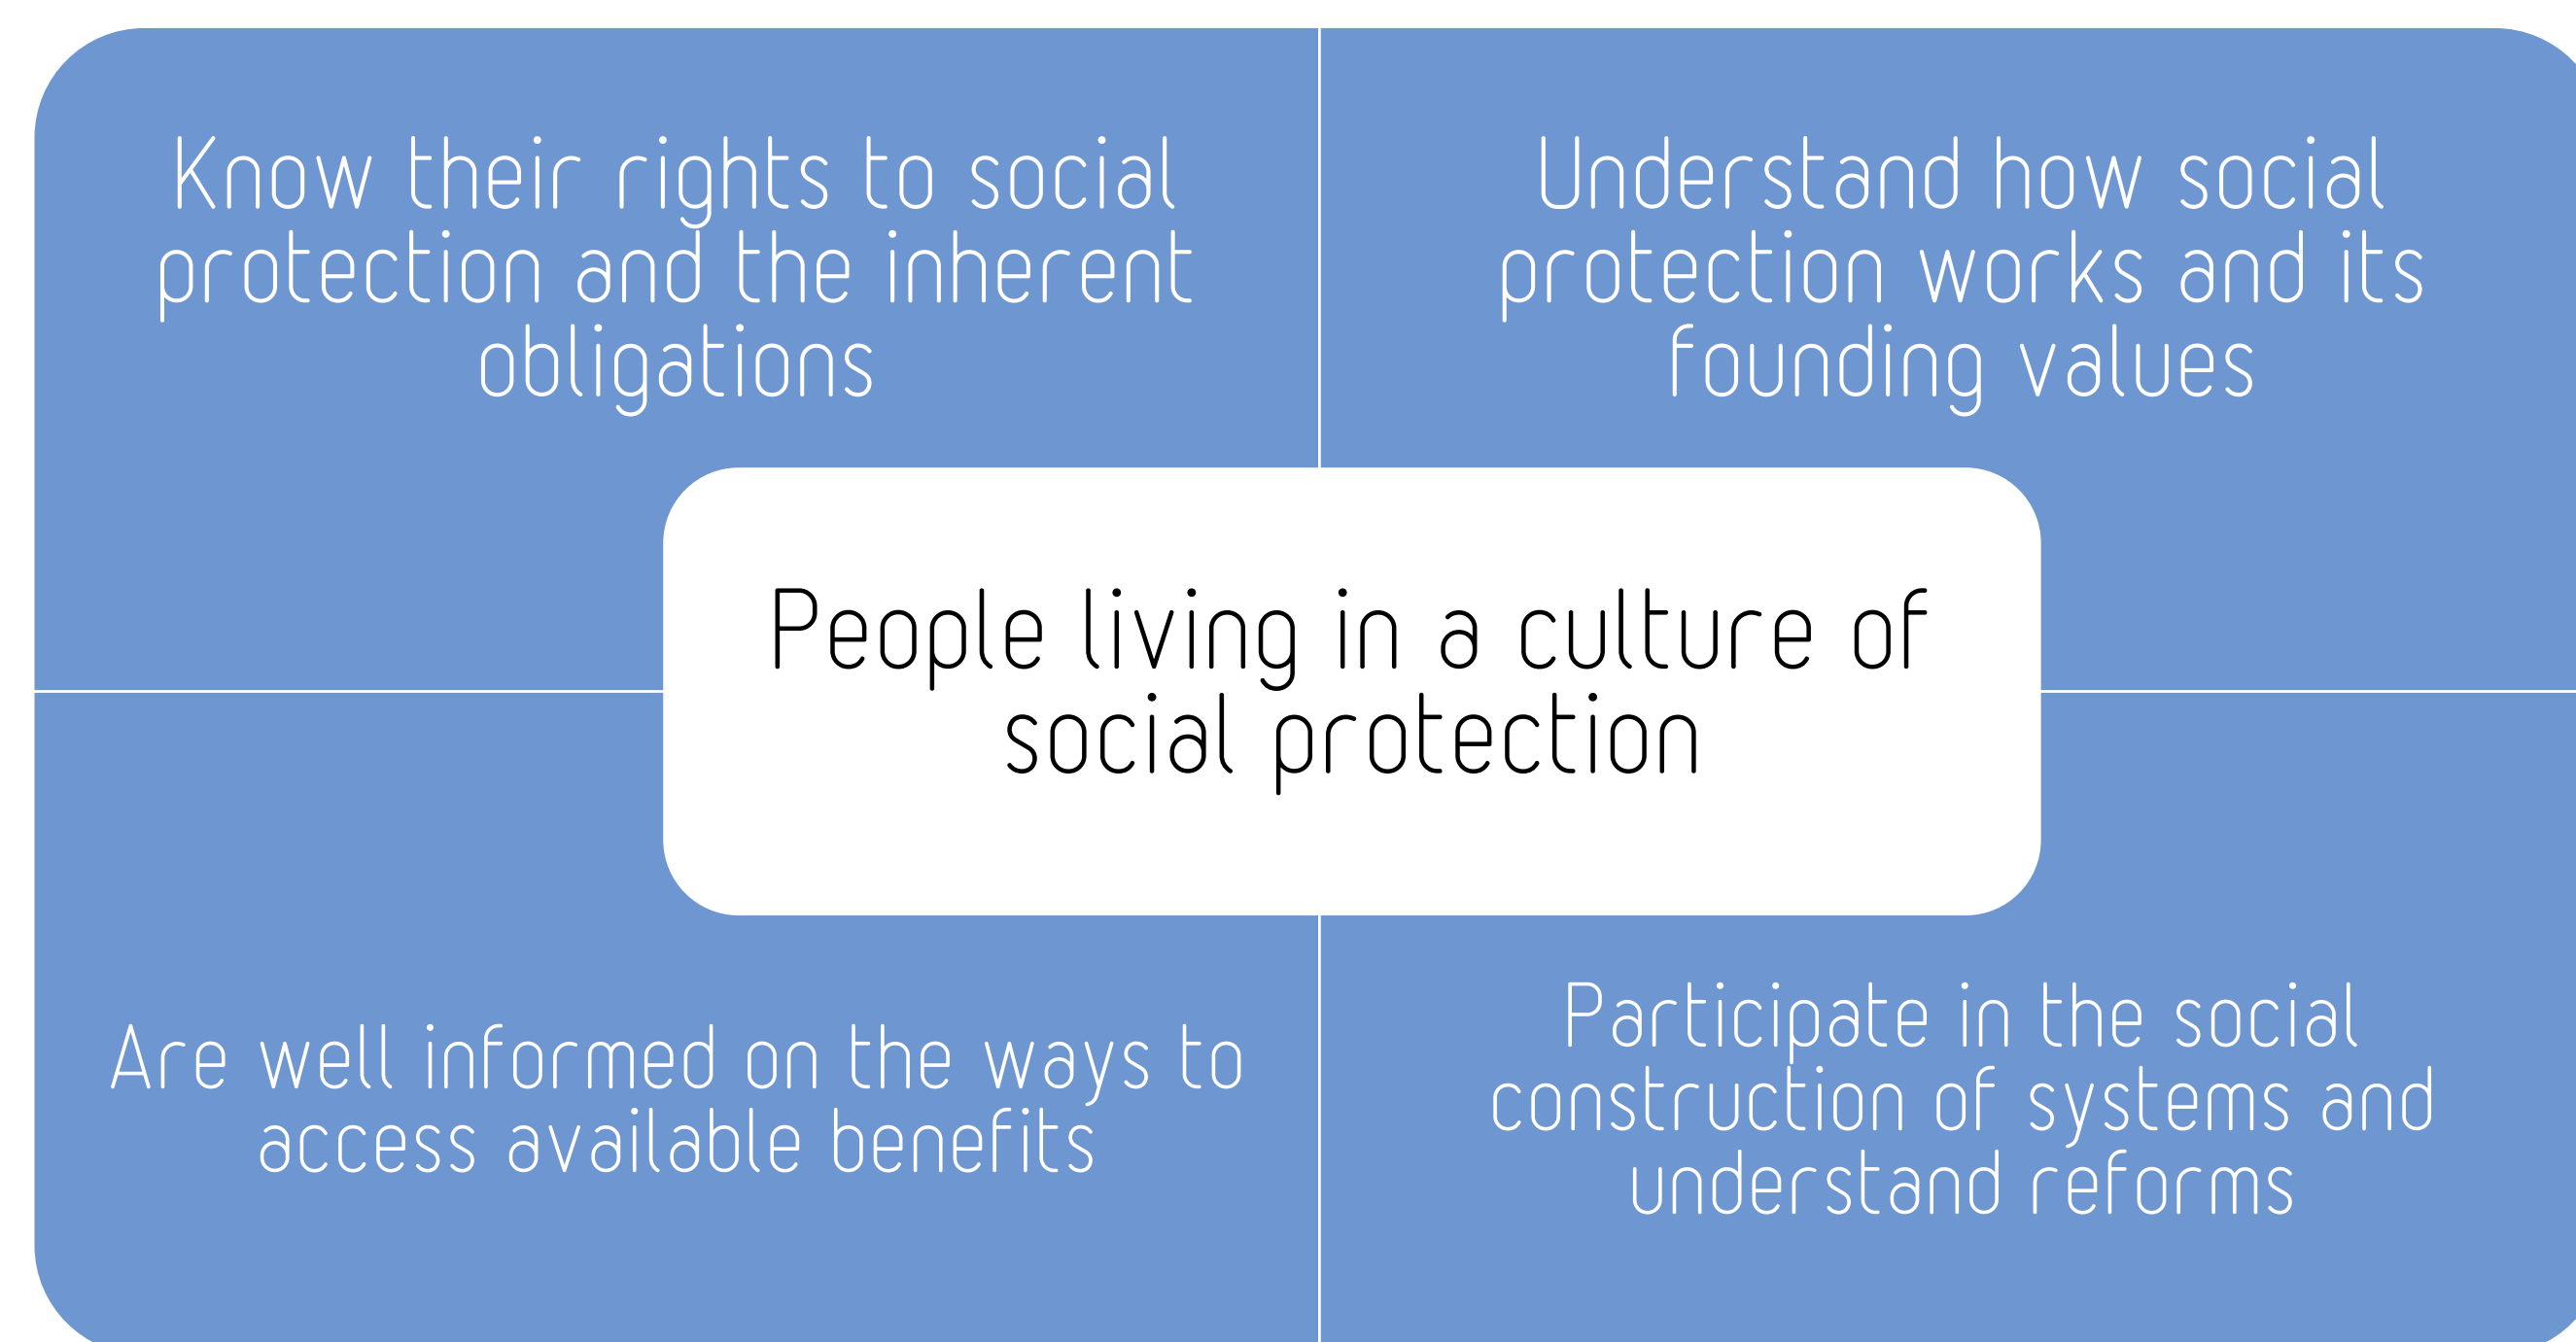 Know their rights to social
protection and the inherent
obligations
Understand how social
protection works and its
founding values
People living in a culture of
social protection
Are well informed on the ways to
access available benefits
Participate in the social
construction of systems and
understand reforms